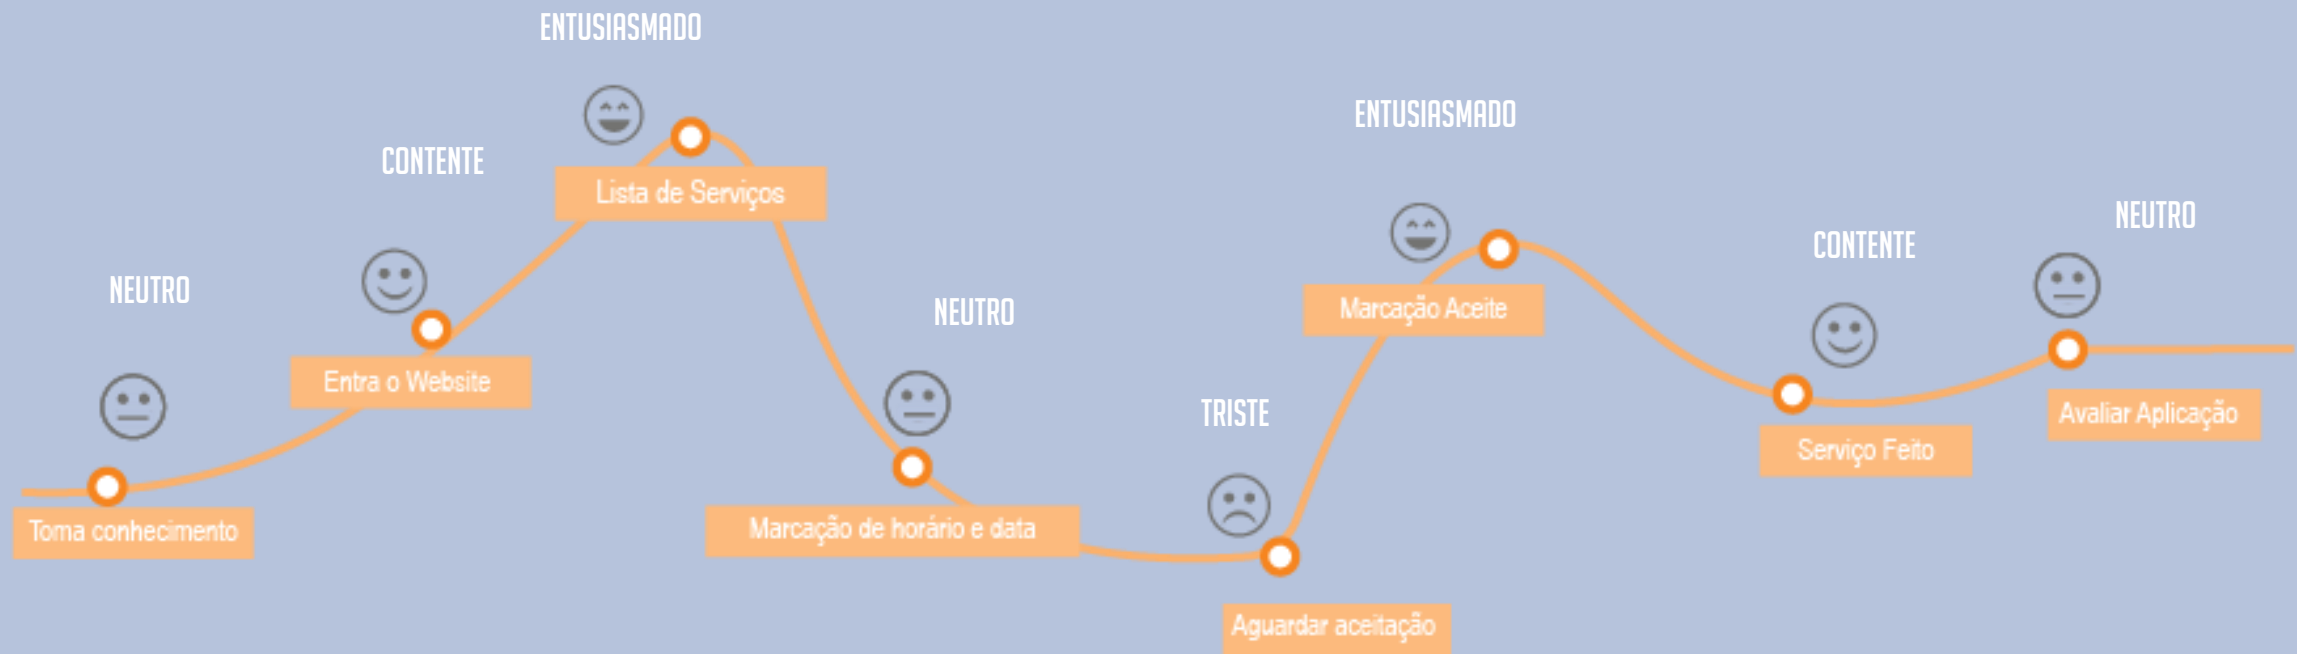 ENTUSIASMADO
CONTENTE
Lista de Serviços
NEUTRO
Entra o Website
Toma conhecimento
NEUTRO
Marcação de horário e data
TRISTE
Aguardar aceitação
ENTUSIASMADO
Marcação Aceite
CONTENTE
Serviço Feito
NEUTRO
Avaliar Aplicação